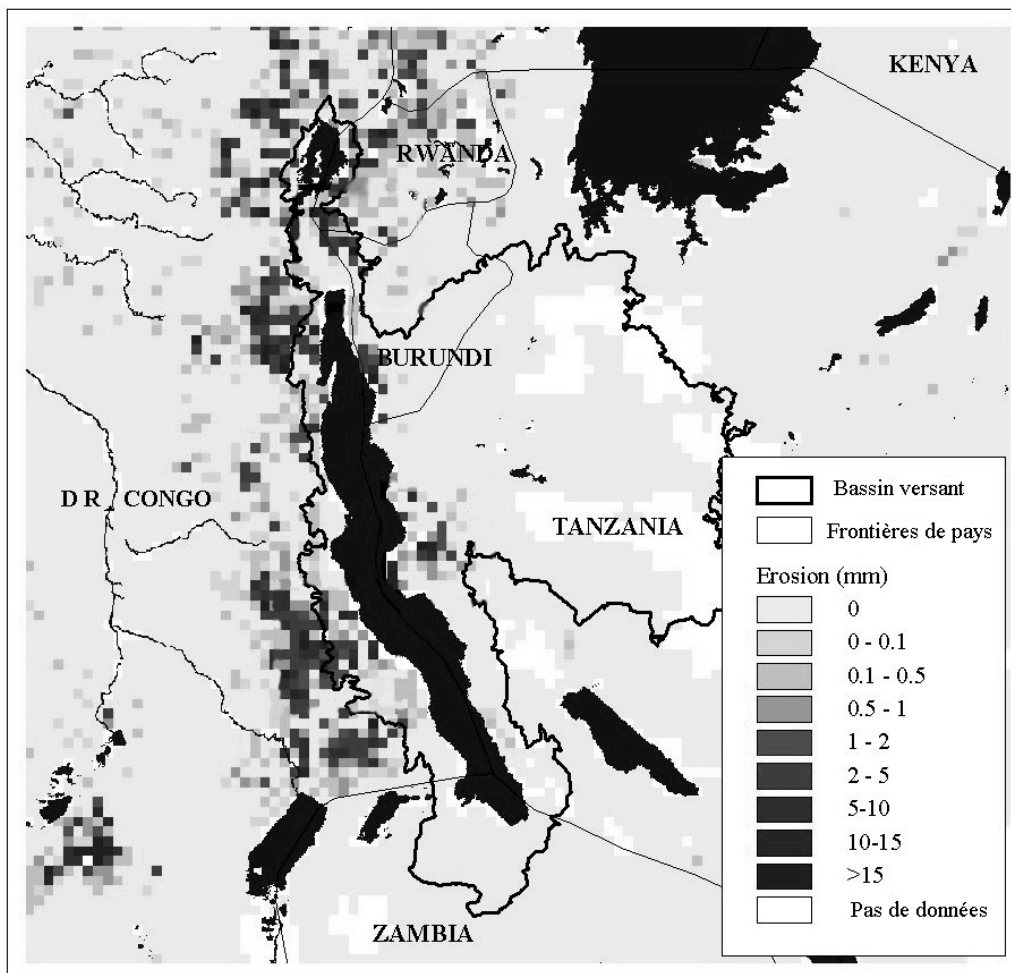 KENYA
RWANDA
BURUNDI
D R CONGO
TANZANIA
ZAMBIA
Bassin versant
Frontières de pays
Erosion (mm)
0
0 - 0.1
0.1 - 0.5
0.5 - 1
1 - 2
2 - 5
5-10
10-15
>15
Pas de données